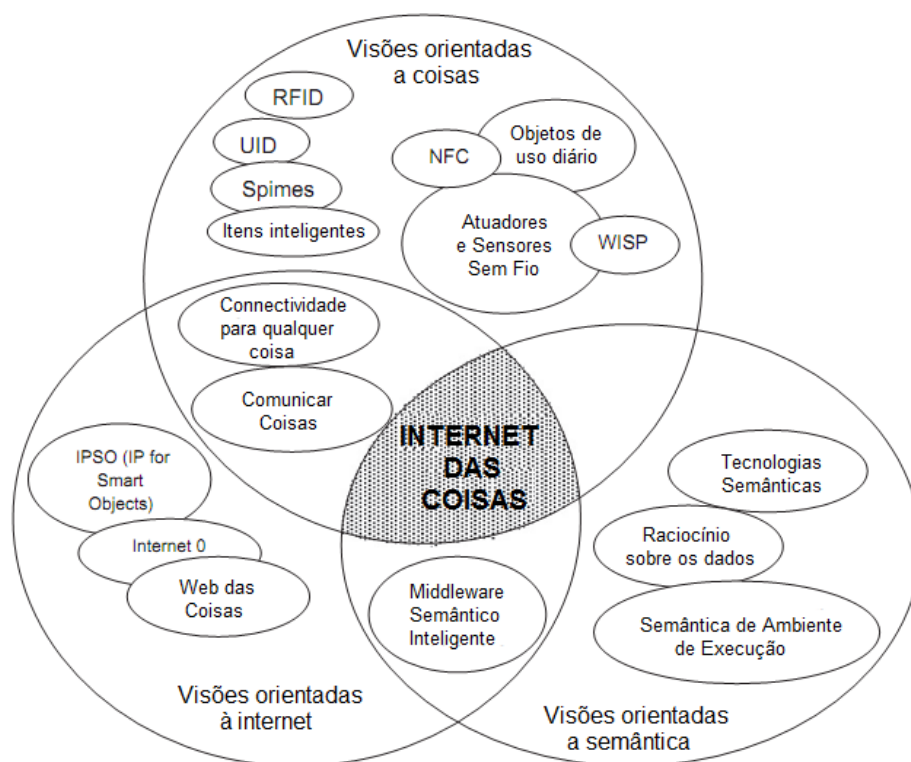 Visões orientadas
a coisas
RFID
UID
Spimes
Itens inteligentes
NFC
Objetos de
uso diário
Atuadores
e Sensores
Sem Fio
WISP
Connectividade
para qualquer
coisa
Comunicar
Coisas
INTERNET
DAS
COISAS
IPSO (IP for
Smart
Objects)
Internet 0
Web das
Coisas
Tecnologias
Semânticas
Raciocínio
sobre os dados
Semântica de Ambiente
de Execução
Middleware
Semântico
Inteligente
Visões orientadas
à internet
Visões orientadas
a semântica